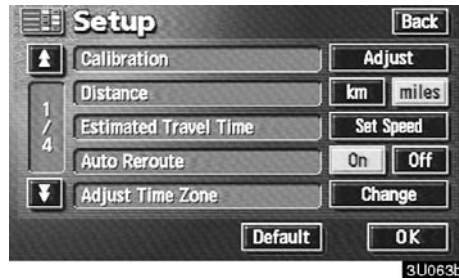 Setup Back
Calibration Adjust
Distance km miles
1/4
Estimated Travel Time Set Speed
Auto Reroute On Off
Adjust Time Zone Change
Default OK
3U063b